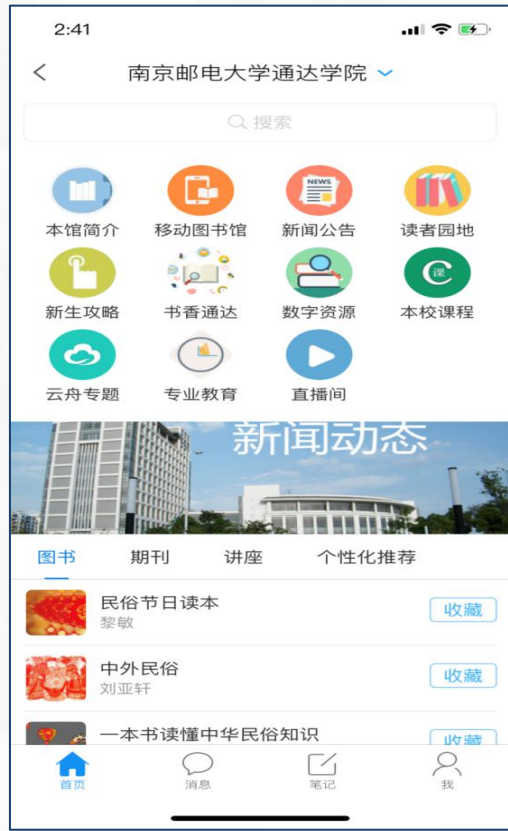 2:41
南京邮电大学通达学院
搜索
NEWS
课
本馆简介 移动图书馆 新闻公告 读者园地
新生攻略 书香通达 数字资源 本校课程
云舟专题 专业教育 直播间
新闻动态
图书 期刊 讲座 个性化推荐
民俗节日读本
黎敏
收藏
中外民俗
刘亚轩
收藏
一本书读懂中华民俗知识
收藏
首页 消息 笔记 我